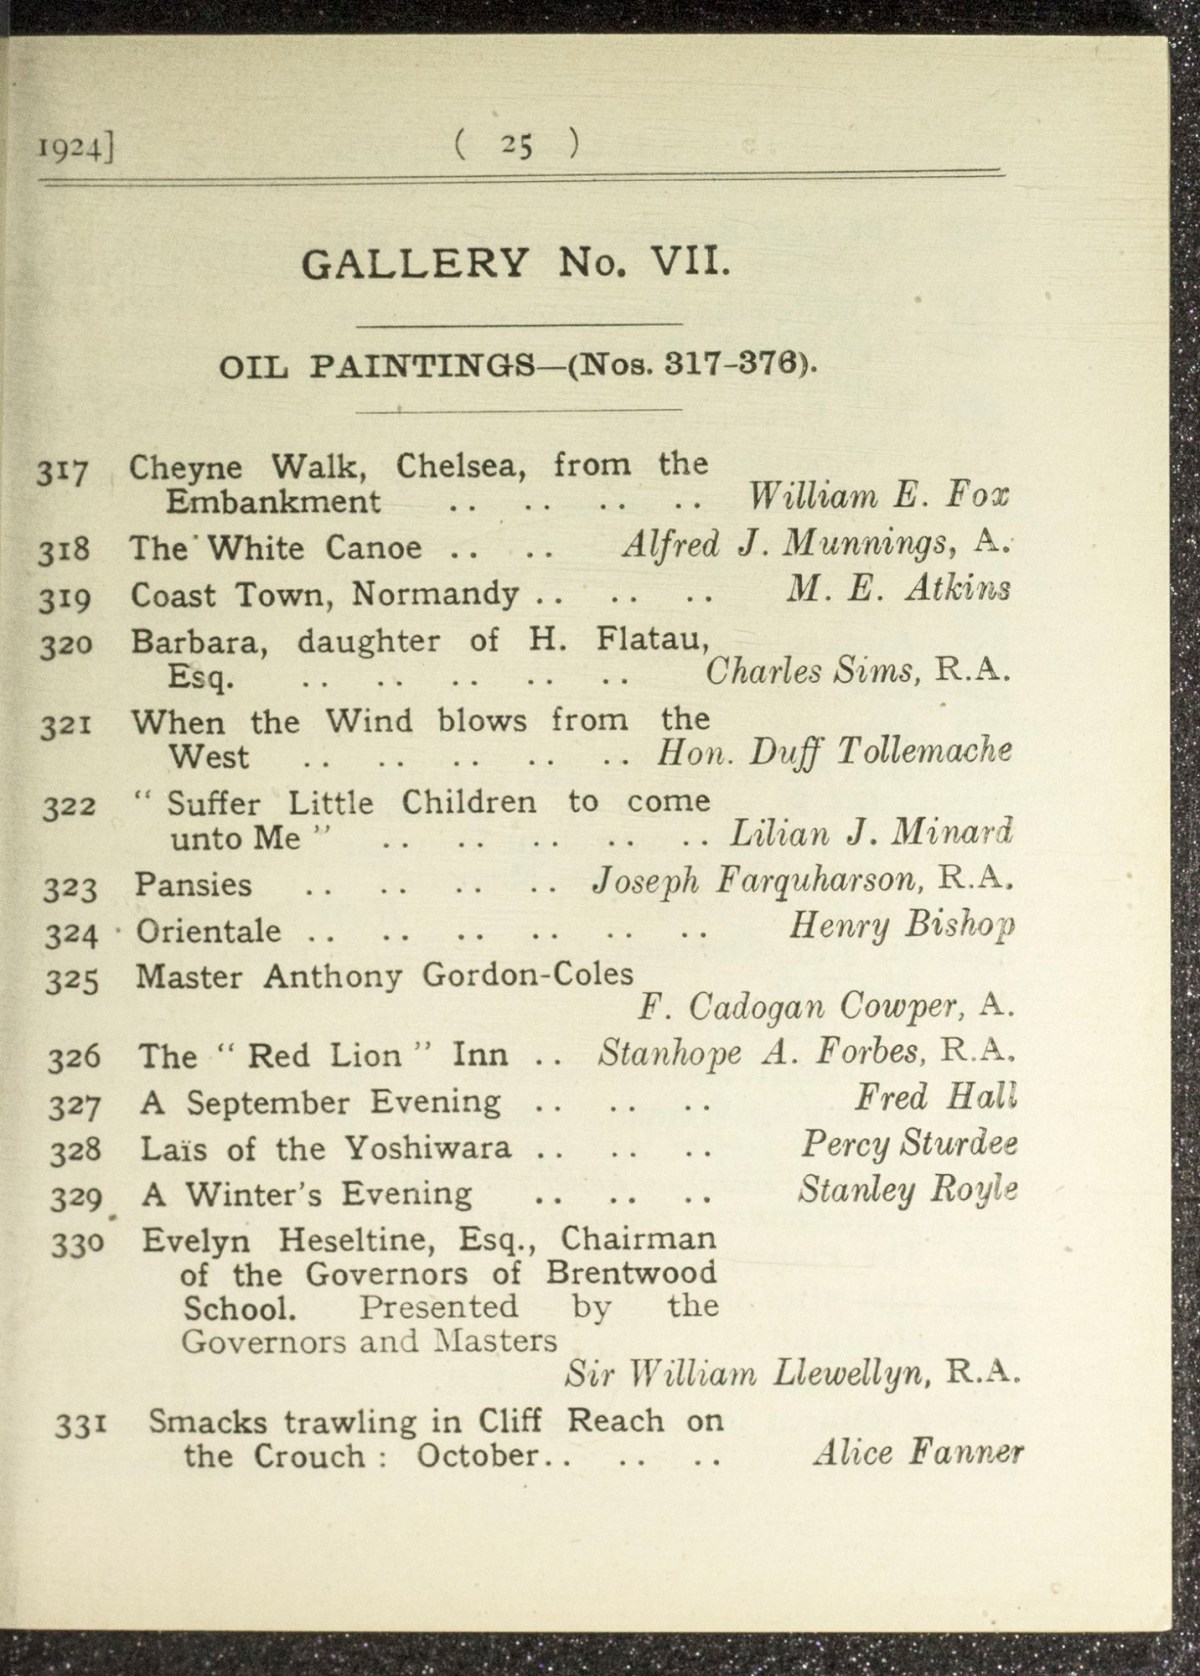 1924] ( 25 )
GALLERY No. VII.
OIL PAINTINGS—(Nos. 317-376).
317 Cheyne Walk, Chelsea, from the
Embankment .. .. .. .. William E. Fox
318 The White Canoe .. .. Alfred J. Munnings, A.
319 Coast Town, Normandy .. .. .. M. E. Atkins
320 Barbara, daughter of H. Flatau,
Esq. .. .. .. .. .. Charles Sims, R.A.
321 When the Wind blows from the
West .. .. .. .. .. Hon. Duff Tollemache
322 “ Suffer Little Children to come
unto Me ” .. .. .. .. .. Lilian J. Minard
323 Pansies .. .. .. .. Joseph Farquharson, R.A.
324 Orientale .. .. .. .. .. .. Henry Bishop
325 Master Anthony Gordon-Coles
F. Cadogan Cowper, A.
326 The “ Red Lion ” Inn .. Stanhope A. Forbes, R.A.
327 A September Evening .. .. .. Fred Hall
328 Laïs of the Yoshiwara .. .. .. Percy Sturdee
329 A Winter's Evening .. .. .. Stanley Royle
330 Evelyn Heseltine, Esq., Chairman
of the Governors of Brentwood
School. Presented by the
Governors and Masters
Sir William Llewellyn, R.A.
331 Smacks trawling in Cliff Reach on
the Crouch : October.. .. .. Alice Fanner